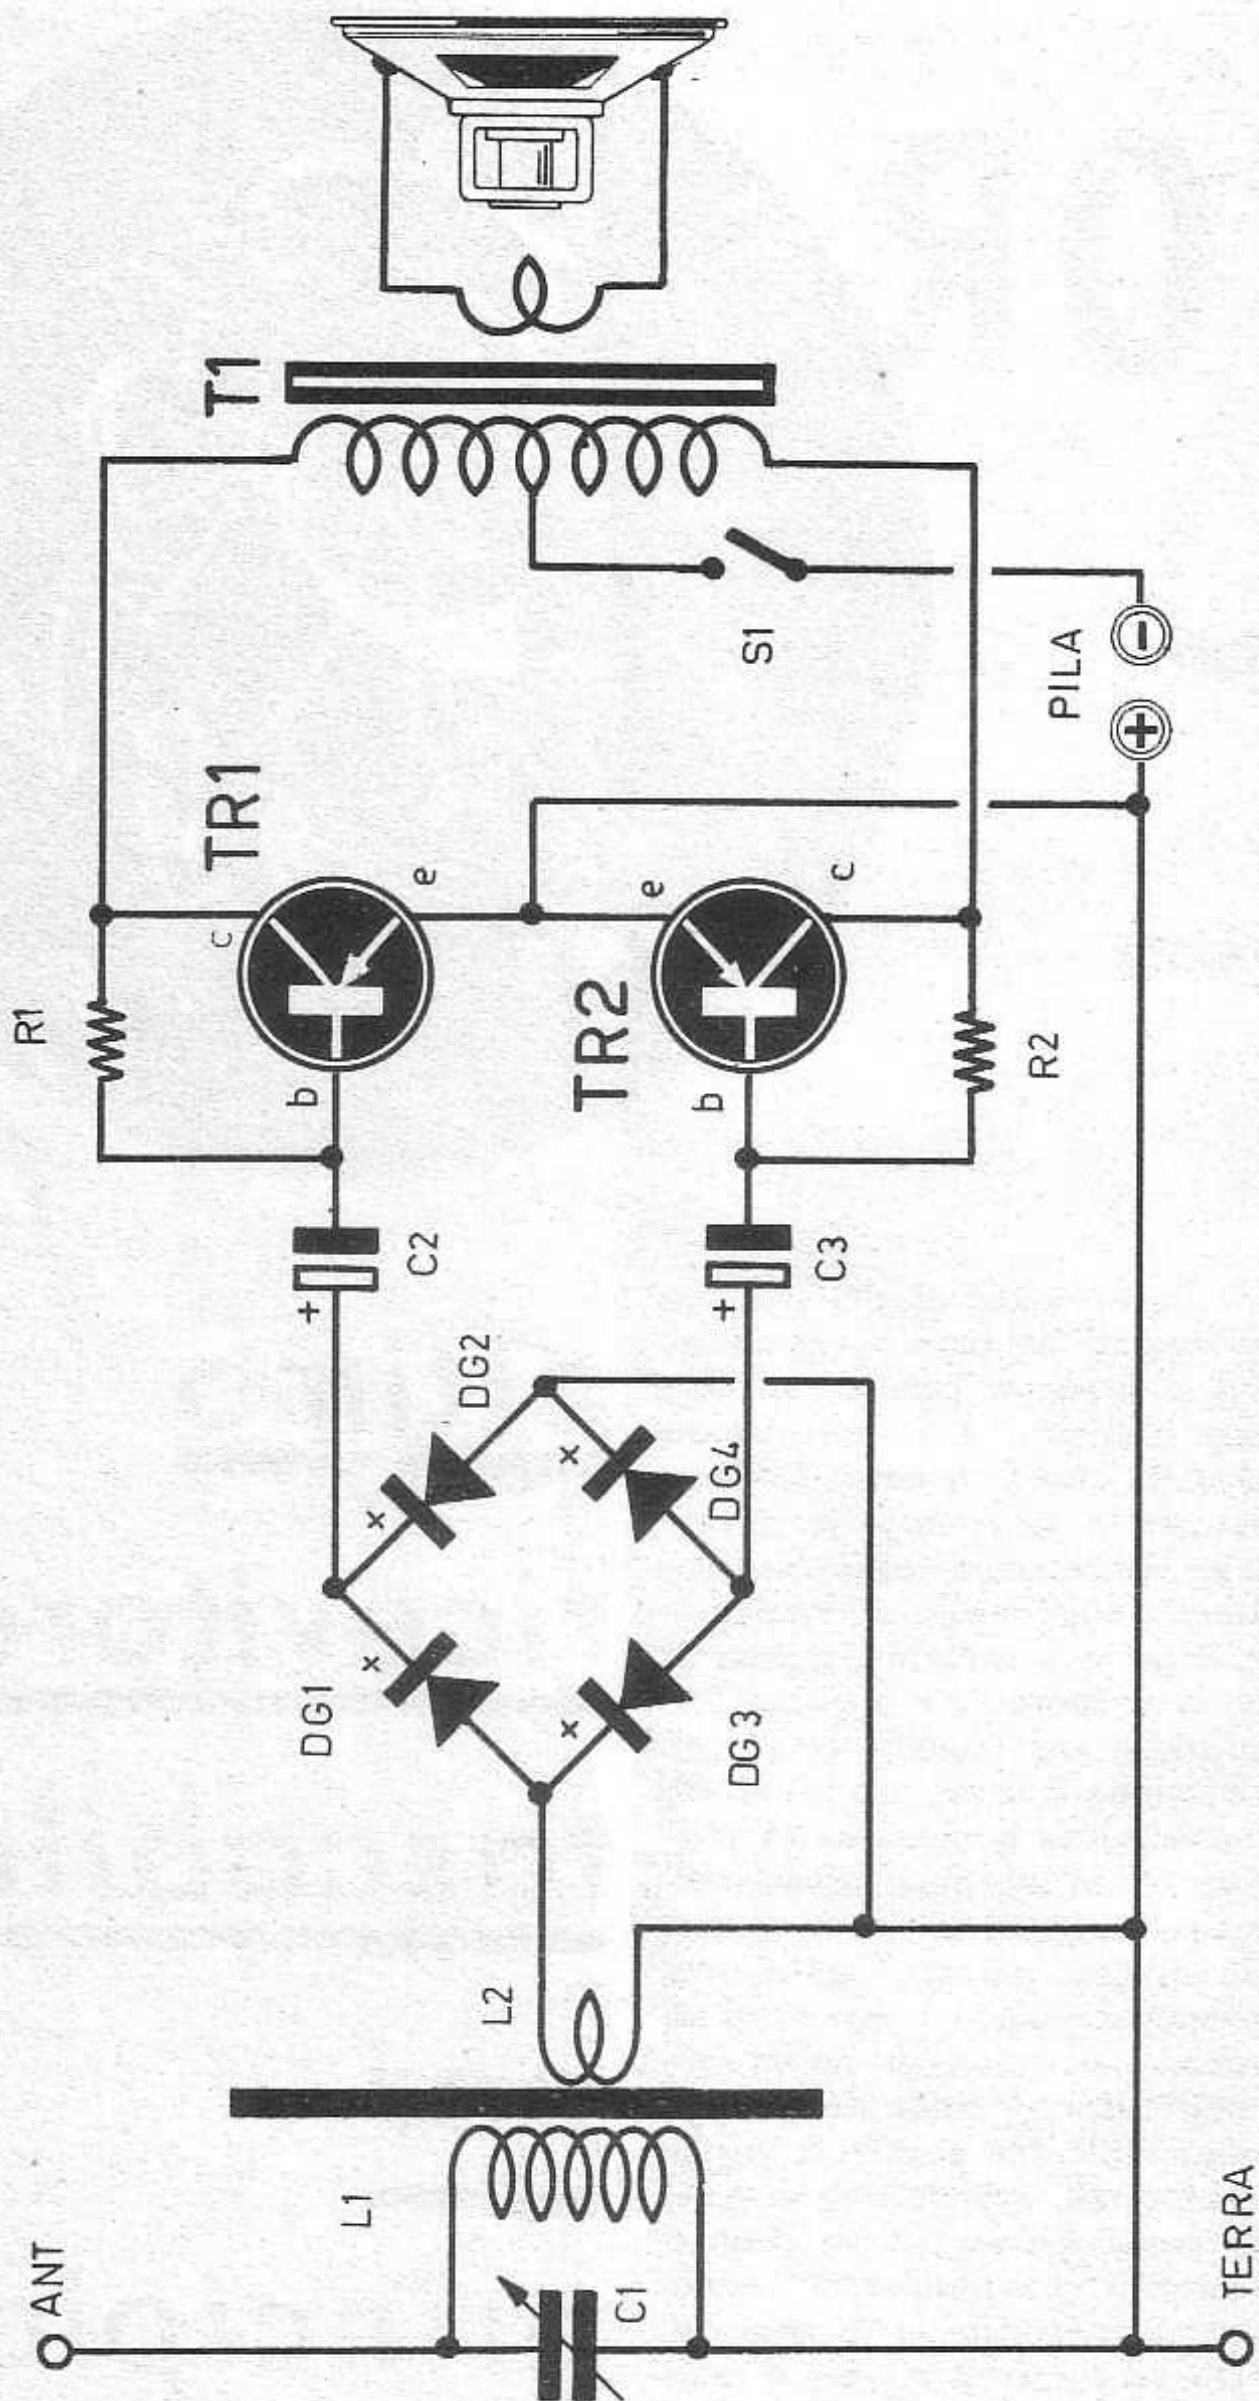 ANT
L1
C1
L2
TERRA
DG1
x
x
DG2
x
DG3
x
DG4
+
C2
+
C3
R1
b
c
e
TR1
TR2
b
e
c
R2
T1
S1
PILA
+
-